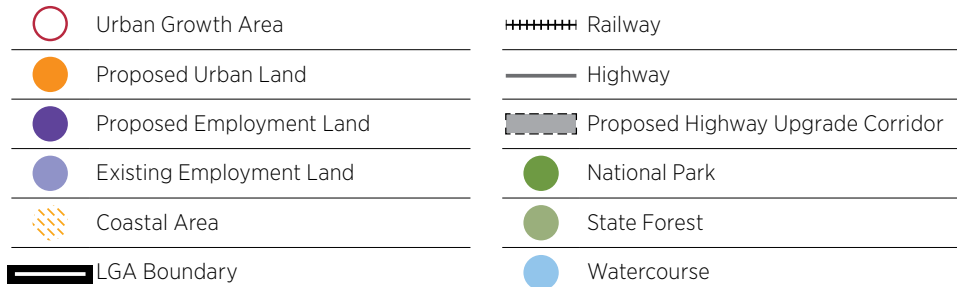 Urban Growth Area
Proposed Urban Land
Proposed Employment Land
Existing Employment Land
Coastal Area
LGA Boundary
Railway
Highway
Proposed Highway Upgrade Corridor
National Park
State Forest
Watercourse